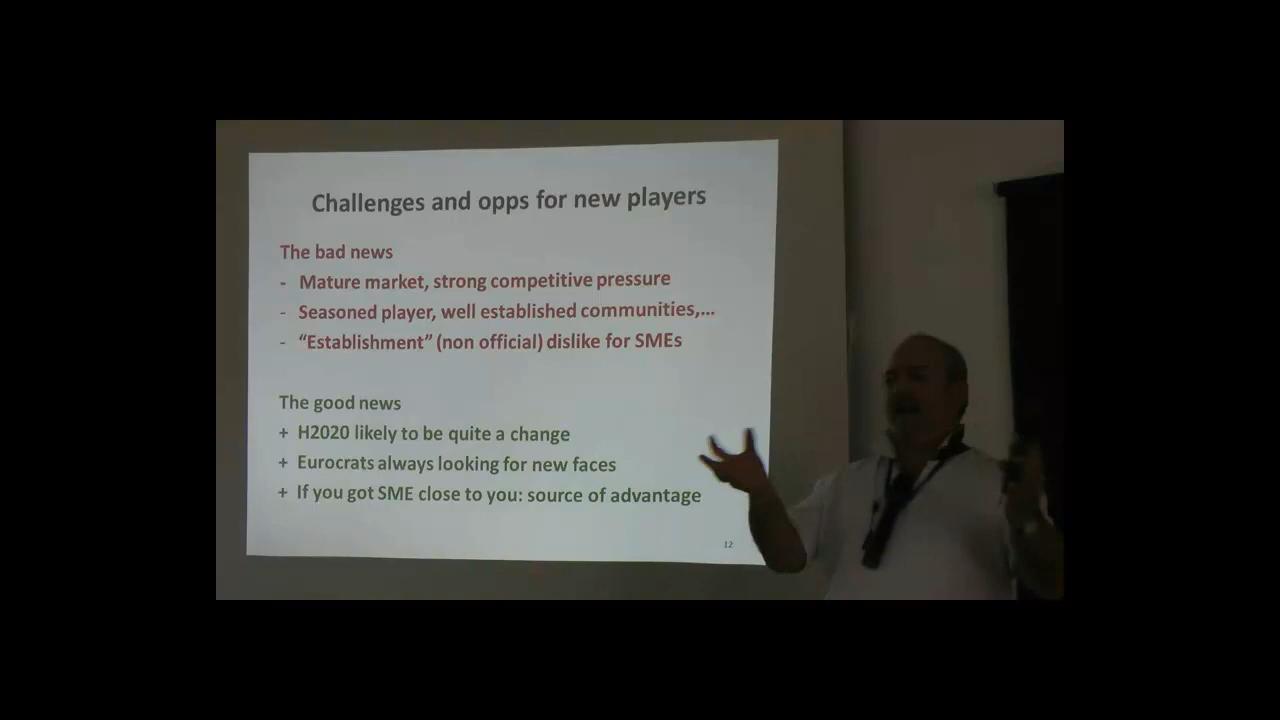 Challenges and opps for new players
The bad news
- Mature market, strong competitive pressure
- Seasoned player, well established communities,...
- “Establishment” (non official) dislike for SMEs
The good news
+ H2020 likely to be quite a change
+ Eurocrats always looking for new faces
+ If you got SME close to you: source of advantage
12